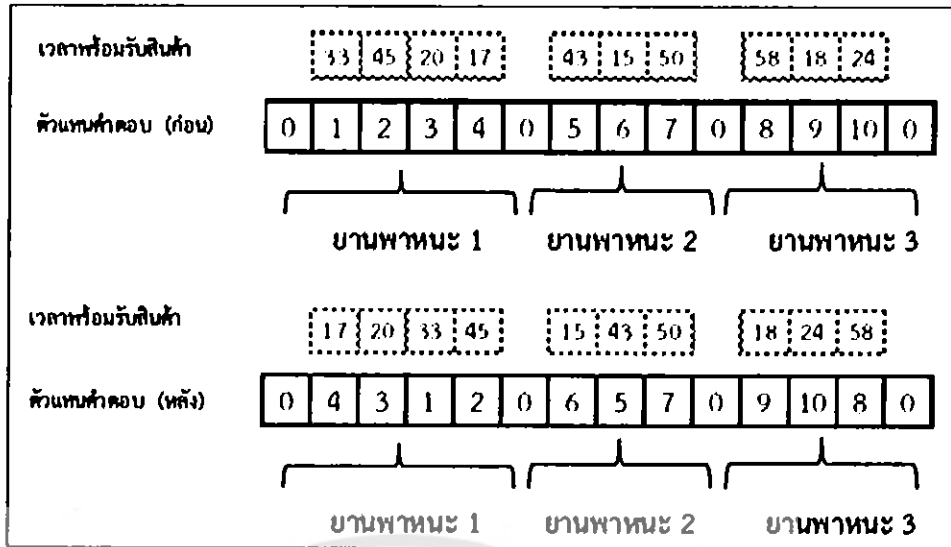 เวลาพร้อมรับสินค้า 33 45 20 17 43 15 50 58 18 24
ตัวแทนคำตอบ (ก่อน) 0 1 2 3 4 0 5 6 7 0 8 9 10 0
ยานพาหนะ 1 ยานพาหนะ 2 ยานพาหนะ 3
เวลาพร้อมรับสินค้า 17 20 33 45 15 43 50 18 24 58
ตัวแทนคำตอบ (หลัง) 0 4 3 1 2 0 6 5 7 0 9 10 8 0
ยานพาหนะ 1 ยานพาหนะ 2 ยานพาหนะ 3